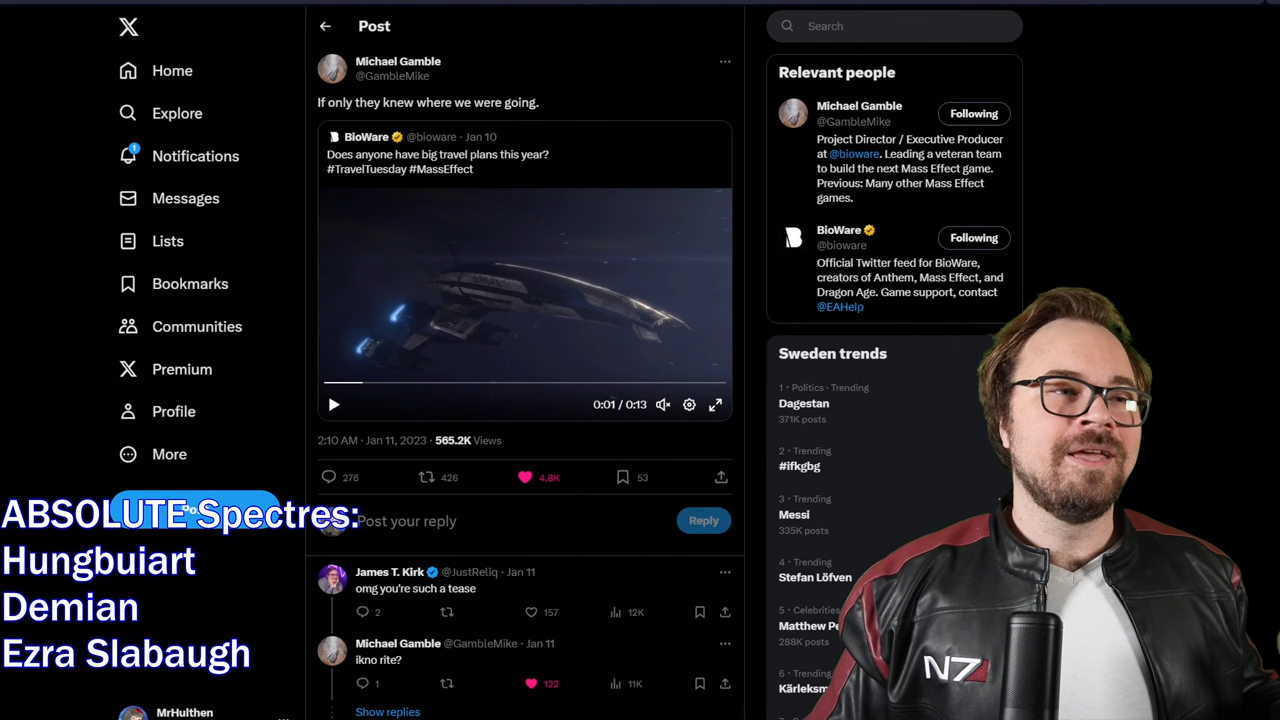 Home
Explore
1
Notifications
Messages
Lists
Bookmarks
Communities
Premium
Profile
More
ABSOLUTE Spectres:
Hungbuiart
Demian
Ezra Slabaugh
MrHulthen
Post
Michael Gamble
@GambleMike
If only they knew where we were going.
BioWare @bioware · Jan 10
Does anyone have big travel plans this year?
#TravelTuesday #MassEffect
0:01 / 0:13
2:10 AM · Jan 11, 2023 · 565.2K Views
276 426 4.8K 53
Post your reply
Reply
James T. Kirk @JustReliq · Jan 11
omg you're such a tease
2 157 12K
Michael Gamble @GambleMike · Jan 11
ikno rite?
1 122 11K
Show replies
Search
Relevant people
Michael Gamble
@GambleMike
Following
Project Director / Executive Producer
at @bioware. Leading a veteran team
to build the next Mass Effect game.
Previous: Many other Mass Effect
games.
BioWare
@bioware
Following
Official Twitter feed for BioWare,
creators of Anthem, Mass Effect, and
Dragon Age. Game support, contact
@EAHelp
Sweden trends
1 · Politics · Trending
Dagestan
371K posts
2 · Trending
#ifkgbg
3 · Trending
Messi
335K posts
4 · Trending
Stefan Löfven
5 · Celebrities
Matthew Pe
288K posts
6 · Trending
Kärleksm
N7